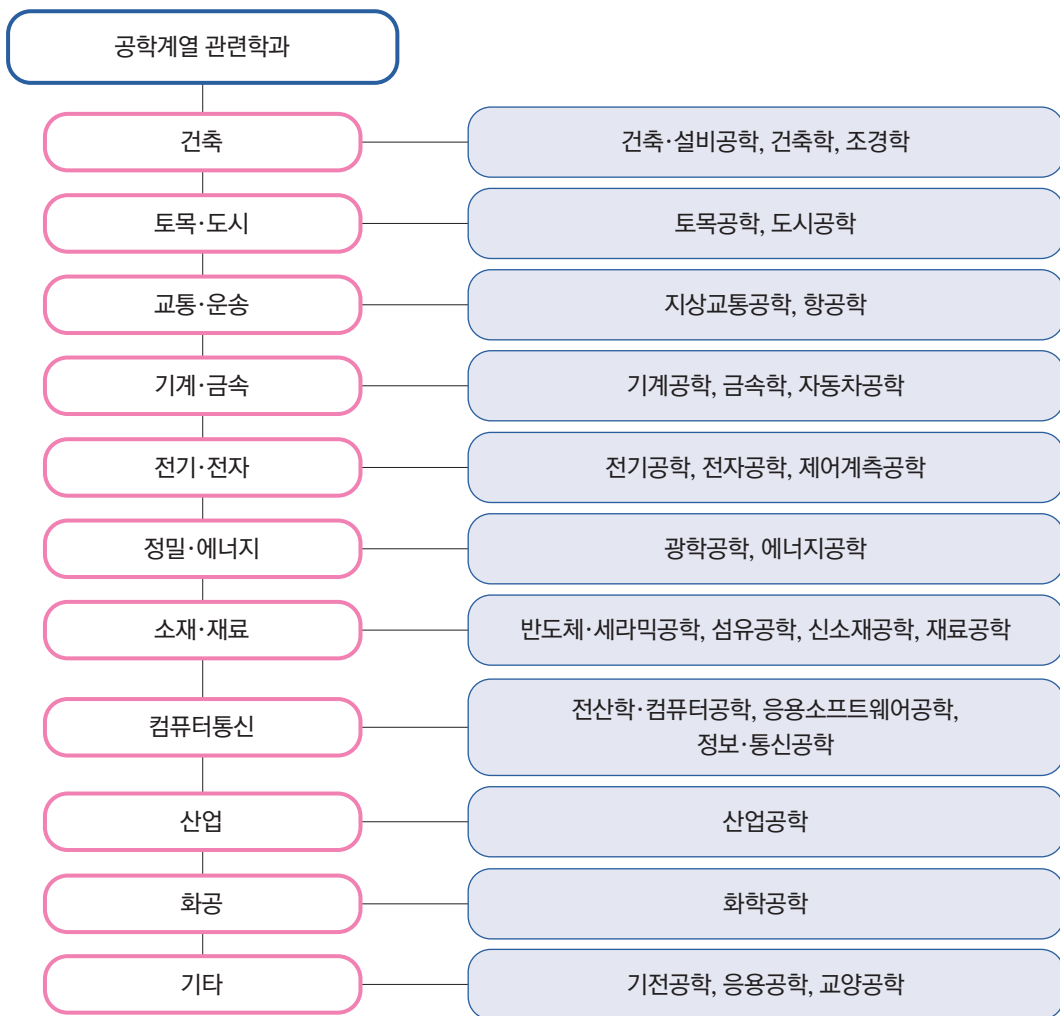 공학계열 관련학과
건축
건축·설비공학, 건축학, 조경학
토목·도시
토목공학, 도시공학
교통·운송
지상교통공학, 항공학
기계·금속
기계공학, 금속학, 자동차공학
전기·전자
전기공학, 전자공학, 제어계측공학
정밀·에너지
광학공학, 에너지공학
소재·재료
반도체·세라믹공학, 섬유공학, 신소재공학, 재료공학
컴퓨터통신
전산학·컴퓨터공학, 응용소프트웨어공학,
정보·통신공학
산업
산업공학
화공
화학공학
기타
기전공학, 응용공학, 교양공학